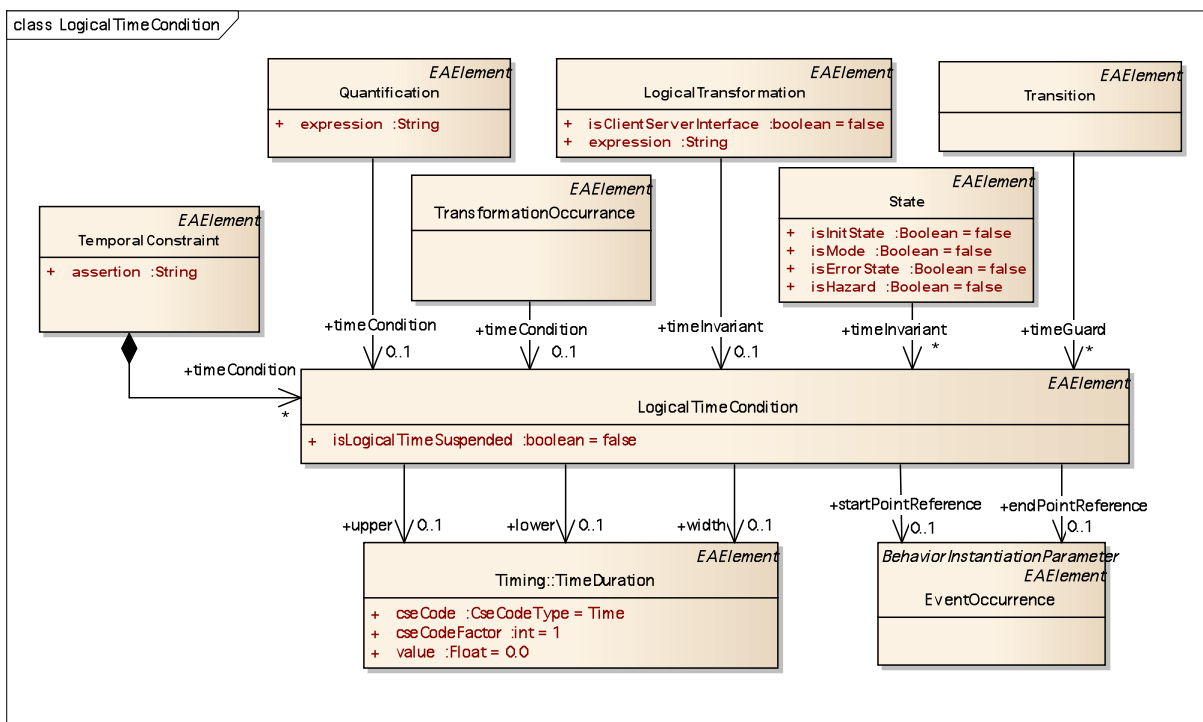 class LogicalTimeCondition
EAElement
Quantification
+ expression :String
EAElement
LogicalTransformation
+ isClientServerInterface :boolean = false
+ expression :String
EAElement
Transition
EAElement
TemporalConstraint
+ assertion :String
EAElement
TransformationOccurrance
EAElement
State
+ isInitState :Boolean = false
+ isMode :Boolean = false
+ isErrorState :Boolean = false
+ isHazard :Boolean = false
+timeCondition
0..1
+timeCondition
0..1
+timeInvariant
0..1
+timeInvariant
*
+timeGuard
*
+timeCondition
*
EAElement
LogicalTimeCondition
+ isLogicalTimeSuspended :boolean = false
+upper
0..1
+lower
0..1
+width
0..1
+startPointReference
0..1
+endPointReference
0..1
EAElement
Timing::TimeDuration
+ cseCode :CseCodeType = Time
+ cseCodeFactor :int = 1
+ value :Float = 0.0
BehaviorInstantiationParameter
EAElement
EventOccurrence